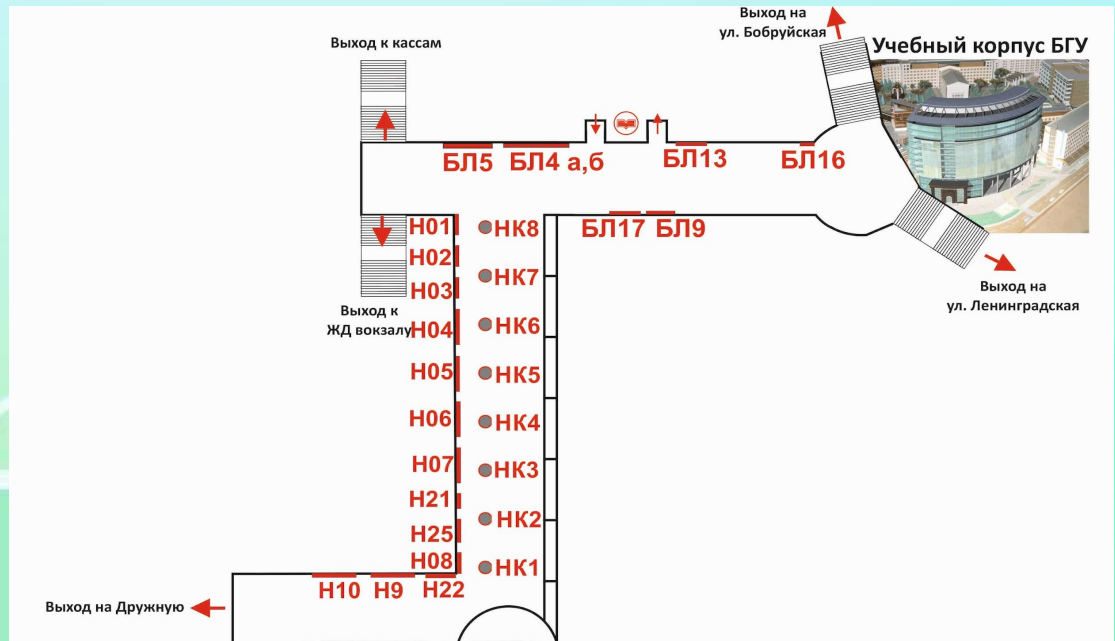 Выход на
ул. Бобруйская
Выход к кассам
Учебный корпус БГУ
БЛ5
БЛ4 а,б
БЛ13
БЛ16
Н01
НК8
БЛ17
БЛ9
Н02
НК7
Н03
Выход к
ЖД вокзалу
Н04
НК6
Выход на
ул. Ленинградская
Н05
НК5
Н06
НК4
Н07
НК3
Н21
НК2
Н25
Н08
НК1
Н10
Н9
Н22
Выход на Дружную